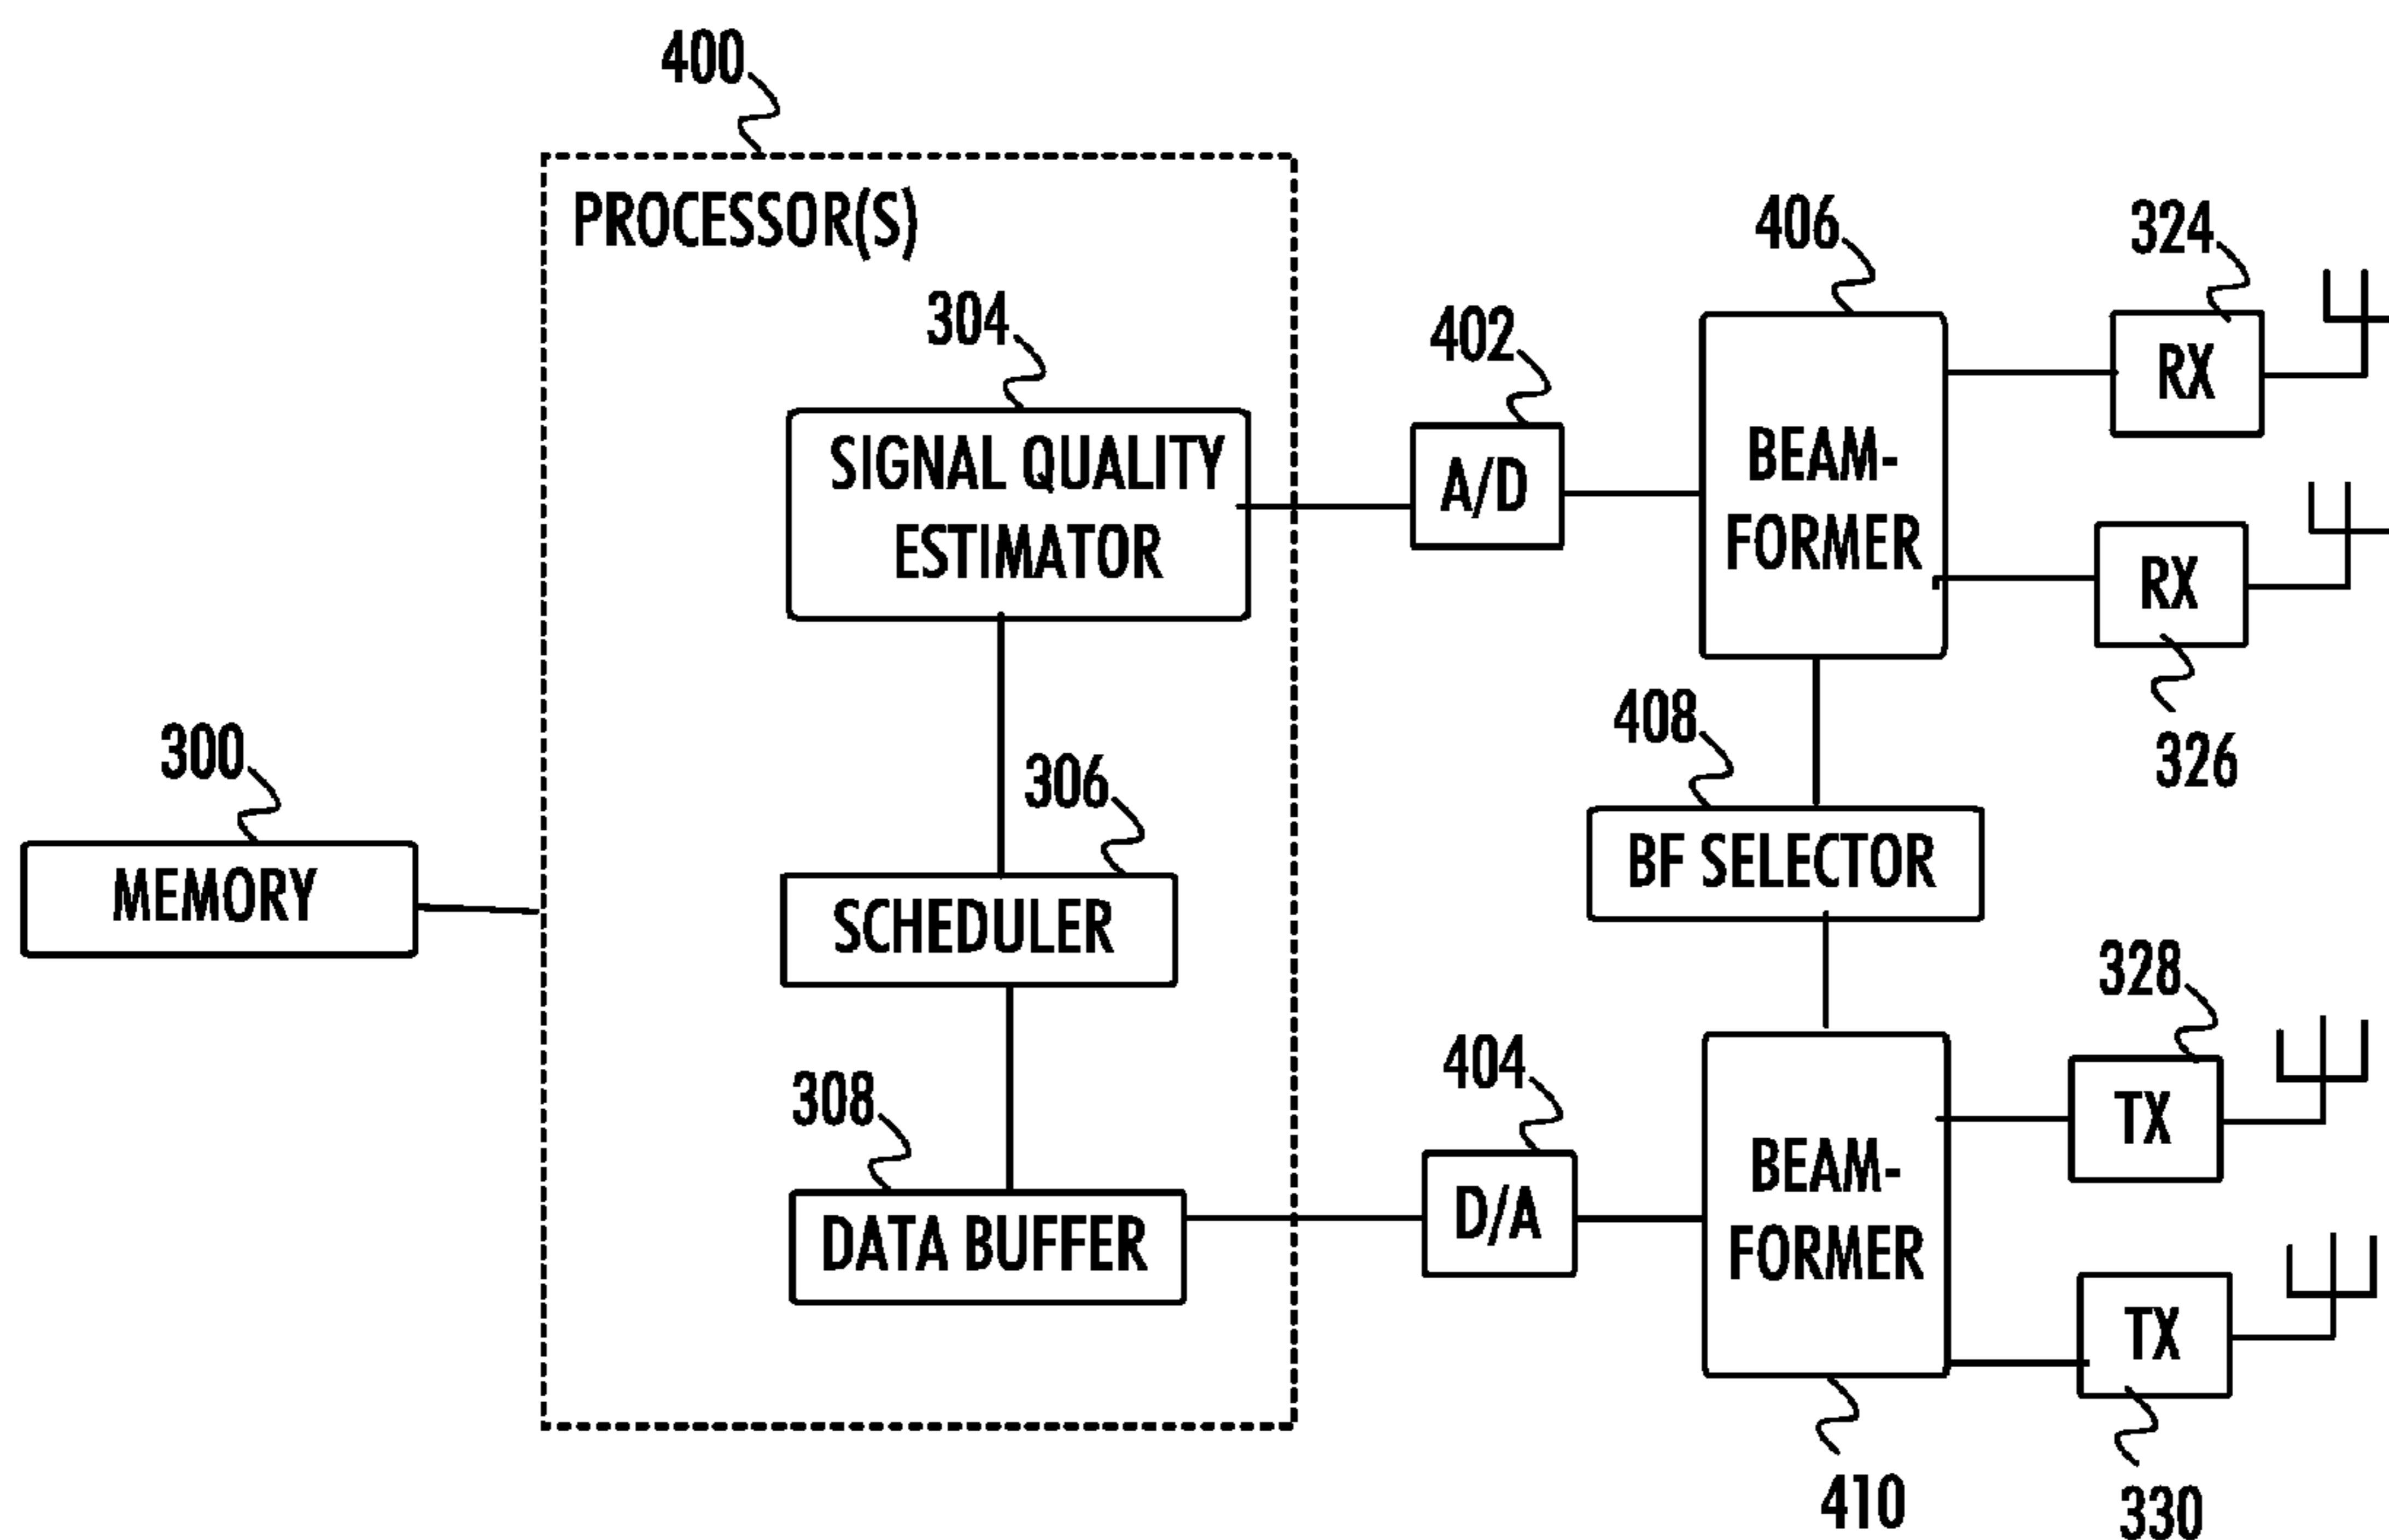 400
PROCESSOR(S)
304
SIGNAL QUALITY
ESTIMATOR
402
A/D
406
BEAM-
FORMER
324
RX
RX
326
408
BF SELECTOR
300
MEMORY
306
SCHEDULER
308
DATA BUFFER
404
D/A
BEAM-
FORMER
410
328
TX
TX
330